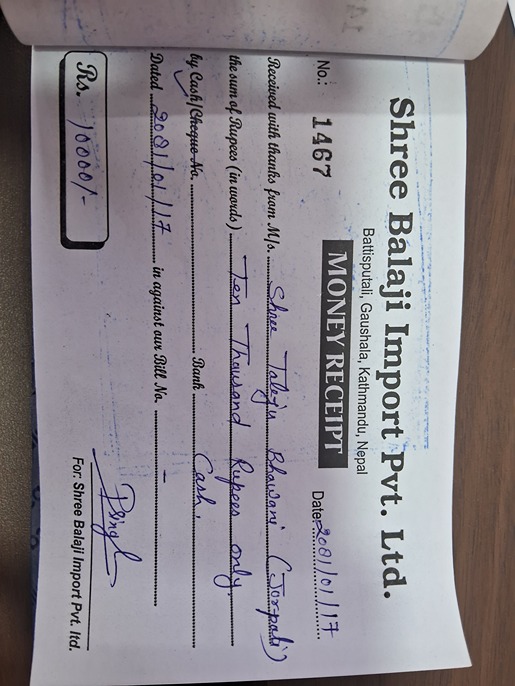 Shree Balaji Import Pvt. Ltd.
Battisputali, Gaushala, Kathmandu, Nepal
MONEY RECEIPT
No.: 1467 Date 2081/01/17
Received with thanks from M/s. Shree Taleju Bhawani (Jorpati)
the sum of Rupees (in words) Ten Thousand Rupees only.
by Cash/Cheque No. Bank Cash.
Dated 2081/01/17 in against our Bill No. -
Rs. 10000/-
For: Shree Balaji Import Pvt. ltd.